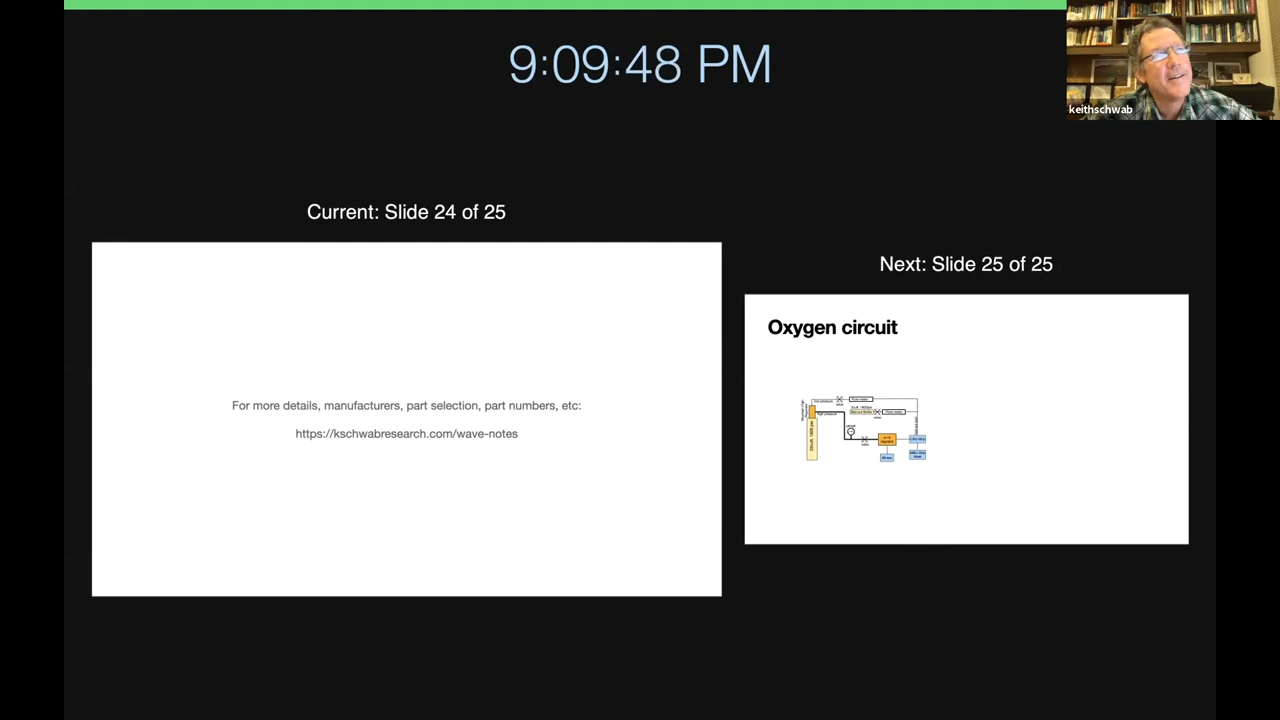 9:09:48 PM
keithschwab
Current: Slide 24 of 25
Next: Slide 25 of 25
For more details, manufacturers, part selection, part numbers, etc:
https://kschwabresearch.com/wave-notes
Oxygen circuit